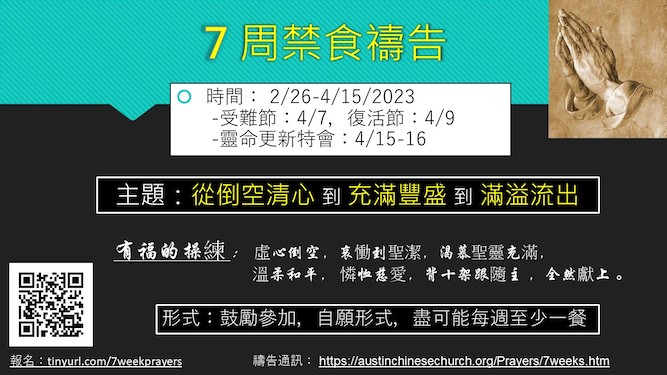 7 周禁食禱告
時間： 2/26-4/15/2023
-受難節：4/7，復活節：4/9
-靈命更新特會：4/15-16
主題：從倒空清心 到 充滿豐盛 到 滿溢流出
有福的操練： 虛心倒空，哀慟到聖潔，渴慕聖靈充滿，
溫柔和平，憐恤慈愛，背十架跟隨主，全然獻上。
形式：鼓勵參加，自願形式，盡可能每週至少一餐
報名：tinyurl.com/7weekprayers
禱告通訊： https://austinchinesechurch.org/Prayers/7weeks.htm